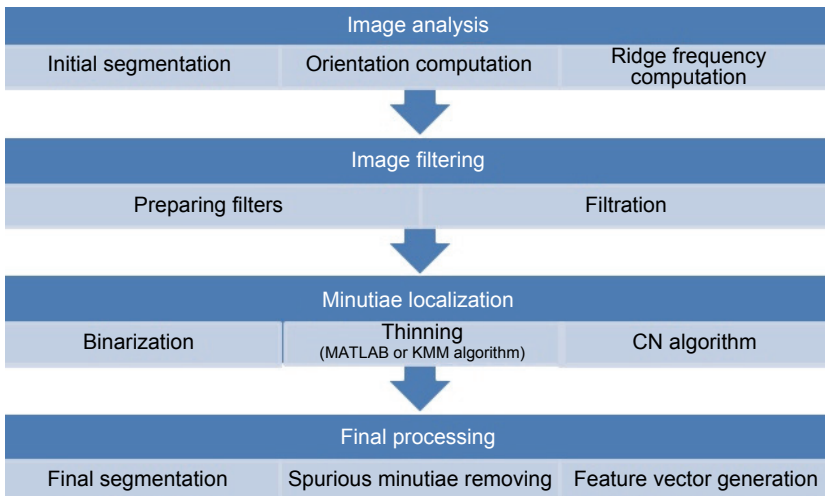 Image analysis
Initial segmentation
Orientation computation
Ridge frequency
computation
Image filtering
Preparing filters
Filtration
Minutiae localization
Binarization
Thinning
(MATLAB or KMM algorithm)
CN algorithm
Final processing
Final segmentation
Spurious minutiae removing
Feature vector generation